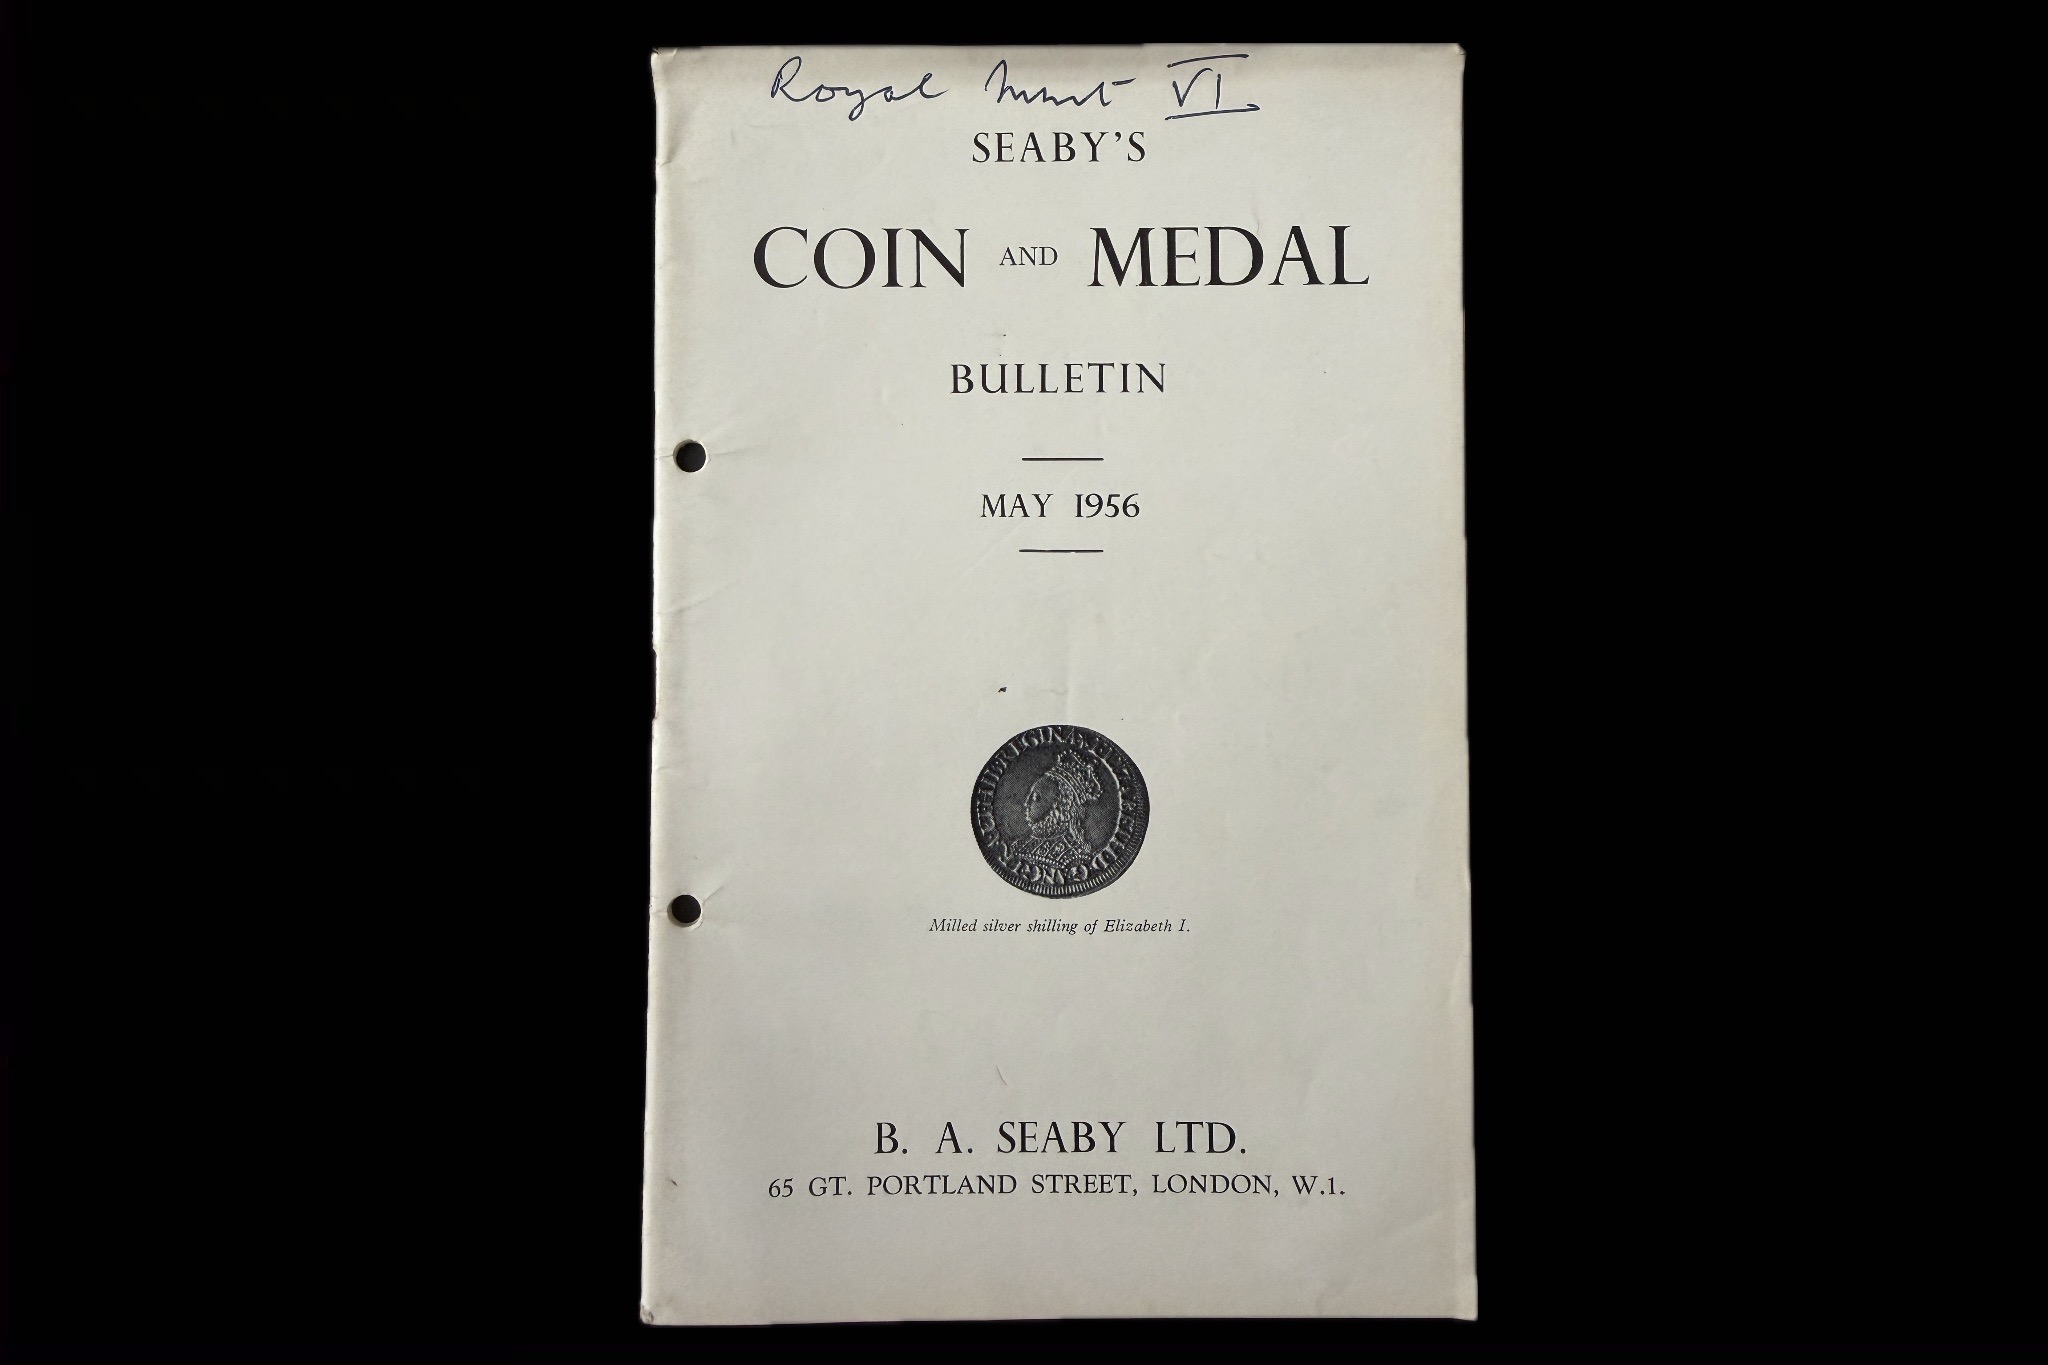 Royal Mint VI
SEABY'S
COIN AND MEDAL
BULLETIN
MAY 1956
Milled silver shilling of Elizabeth I.
B. A. SEABY LTD.
65 GT. PORTLAND STREET, LONDON, W.1.